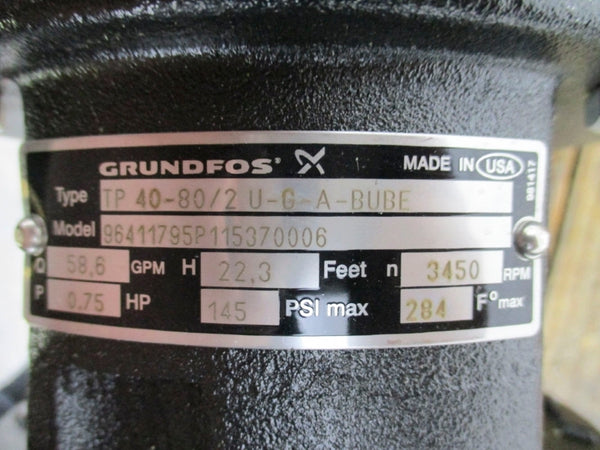 GRUNDFOS MADE IN USA
Type TP 40-80/2 U-G-A-BUBE
Model 96411795P115370006
Q 58,6 GPM H 22,3 Feet n 3450 RPM
P 0.75 HP 145 PSI max 284 F° max
981417